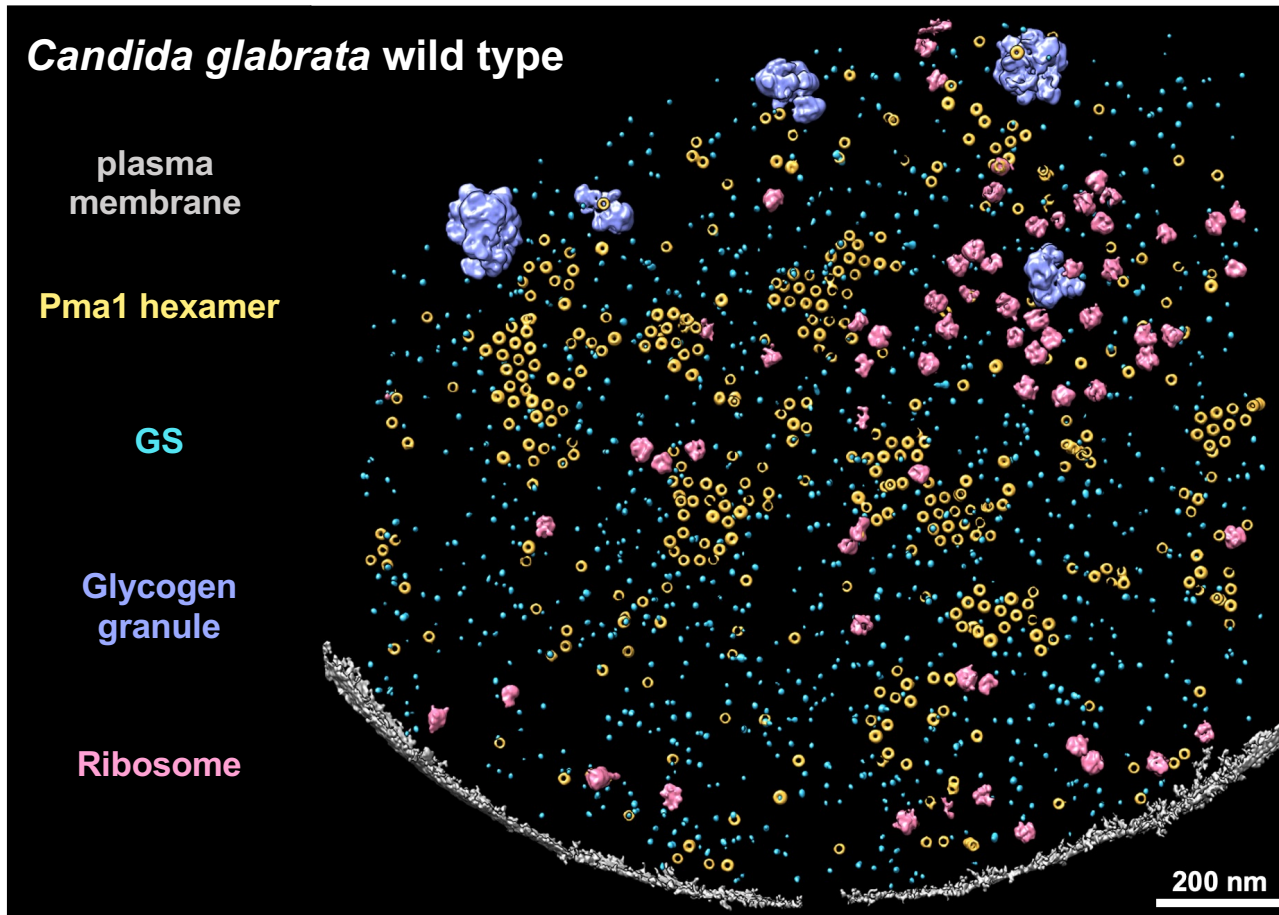 Candida glabrata wild type
plasma
membrane
Pma1 hexamer
GS
Glycogen
granule
Ribosome
200 nm